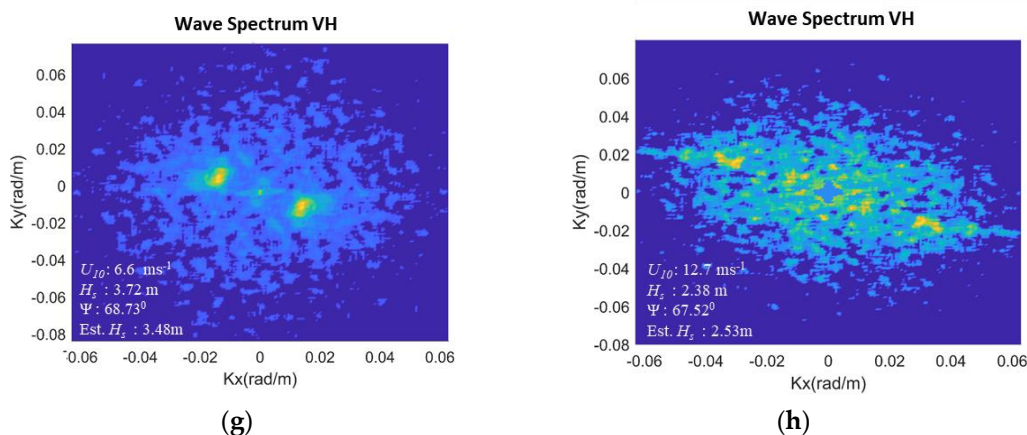 Wave Spectrum VH
0.06
0.04
0.02
0
-0.02
-0.04
-0.06
-0.08
Ky(rad/m)
U10: 6.6 ms-1
Hs : 3.72 m
Ψ : 68.730
Est. Hs : 3.48m
-0.06 -0.04 -0.02 0 0.02 0.04 0.06
Kx(rad/m)
(g)
Wave Spectrum VH
0.06
0.04
0.02
0
-0.02
-0.04
-0.06
-0.08
Ky(rad/m)
U10: 12.7 ms-1
Hs : 2.38 m
Ψ : 67.520
Est. Hs : 2.53m
-0.06 -0.04 -0.02 0 0.02 0.04 0.06
Kx(rad/m)
(h)